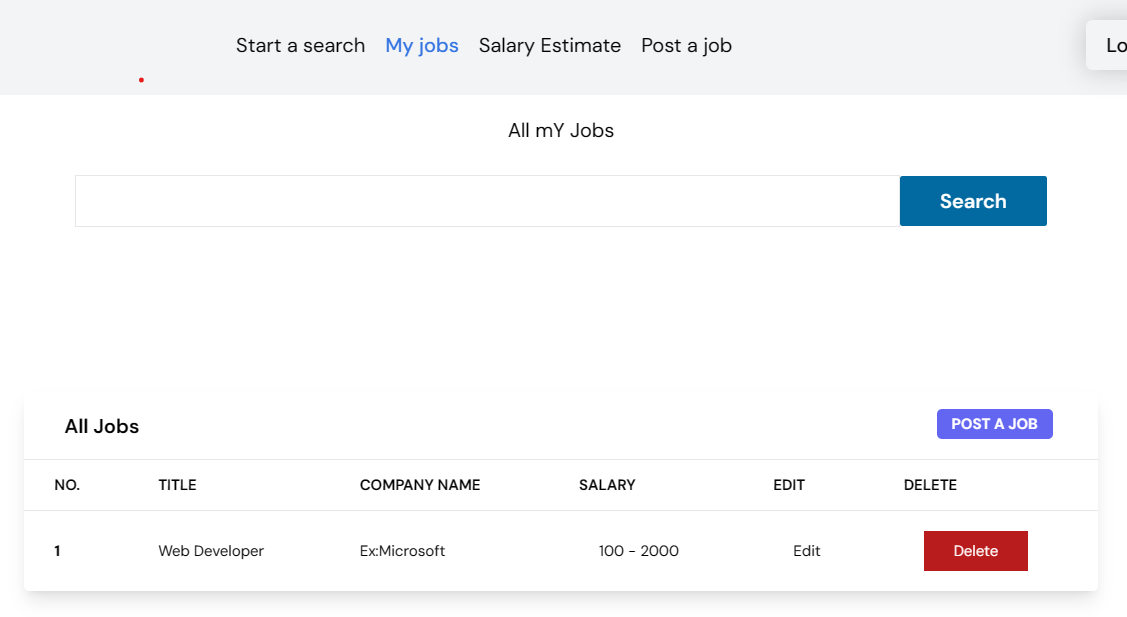 Start a search My jobs Salary Estimate Post a job Lo
All mY Jobs
Search
All Jobs POST A JOB
NO. TITLE COMPANY NAME SALARY EDIT DELETE
1 Web Developer Ex:Microsoft 100 - 2000 Edit Delete